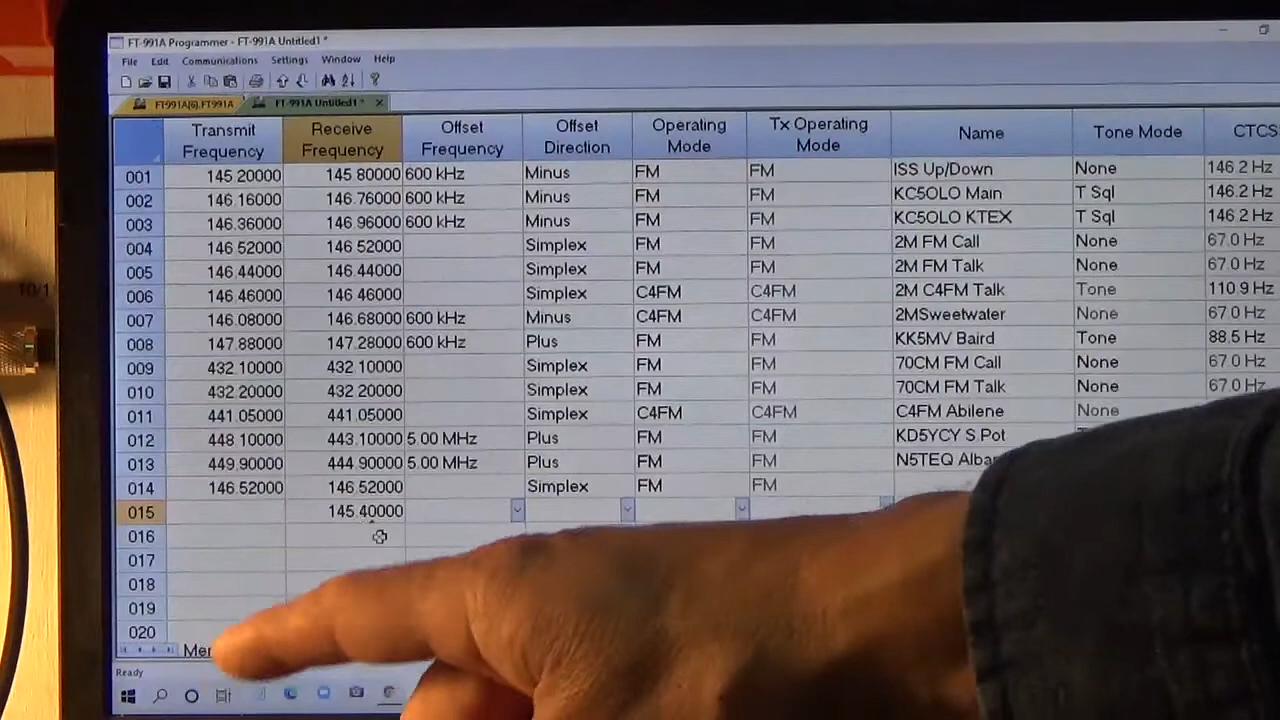 FT-991A Programmer - FT-991A Untitled1 *
File Edit Communications Settings Window Help
FT991A(6).FT991A FT-991A Untitled1 *
Transmit Frequency Receive Frequency Offset Frequency Offset Direction Operating Mode Tx Operating Mode Name Tone Mode CTCS
001 145 20000 145 80000 600 kHz Minus FM FM ISS Up/Down None 146.2 Hz
002 146.16000 146.76000 600 kHz Minus FM FM KC5OLO Main T Sql 146.2 Hz
003 146.36000 146 96000 600 kHz Minus FM FM KC5OLO KTEX T Sql 146.2 Hz
004 146.52000 146 52000 Simplex FM FM 2M FM Call None 67.0 Hz
005 146.44000 146 44000 Simplex FM FM 2M FM Talk None 67.0 Hz
006 146.46000 146 46000 Simplex C4FM C4FM 2M C4FM Talk Tone 110 9 Hz
007 146.08000 146.68000 600 kHz Minus C4FM C4FM 2MSweetwater None 67.0 Hz
008 147.88000 147.28000 600 kHz Plus FM FM KK5MV Baird Tone 88.5 Hz
009 432.10000 432 10000 Simplex FM FM 70CM FM Call None 67.0 Hz
010 432.20000 432 20000 Simplex FM FM 70CM FM Talk None 67.0 Hz
011 441.05000 441.05000 Simplex C4FM C4FM C4FM Abilene None
012 448 10000 443.10000 5.00 MHz Plus FM FM KD5YCY S.Pot
013 449.90000 444 90000 5.00 MHz Plus FM FM N5TEQ Alba
014 146.52000 146.52000 Simplex FM FM
015 145.40000
016
017
018
019
020
Mer
Ready